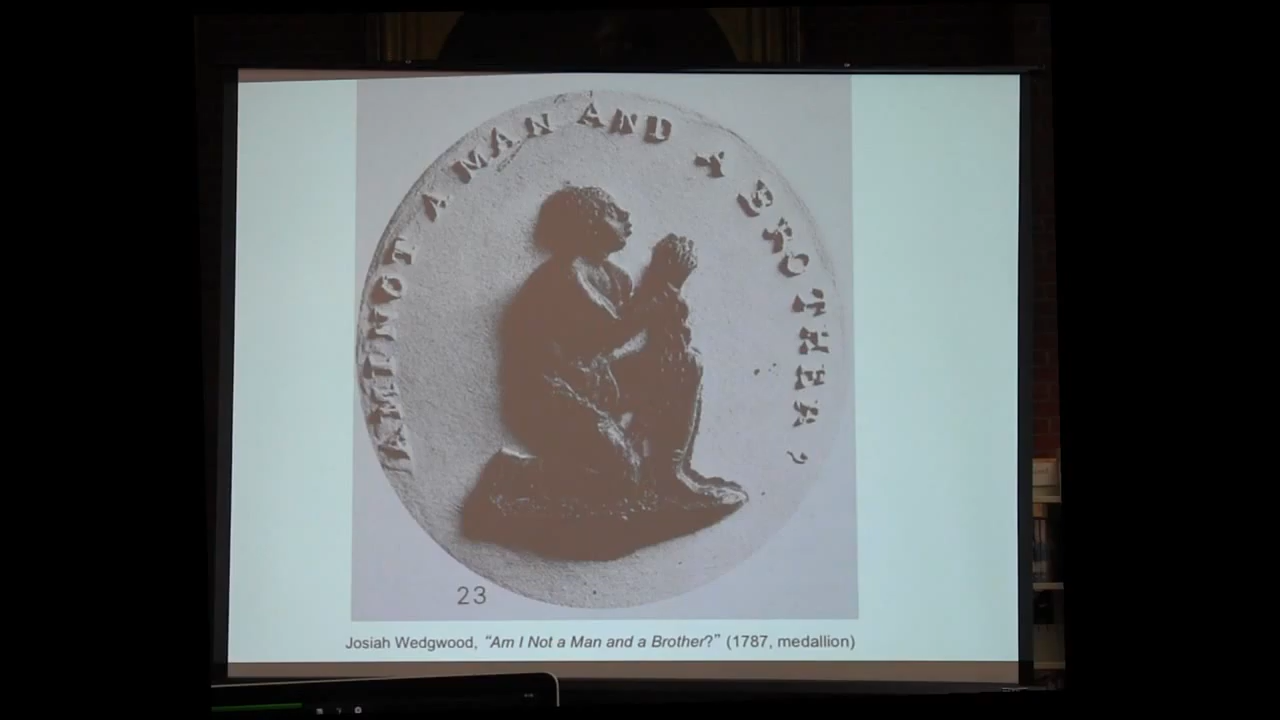 AM I NOT A MAN AND A BROTHER ?
23
Josiah Wedgwood, “Am I Not a Man and a Brother?” (1787, medallion)